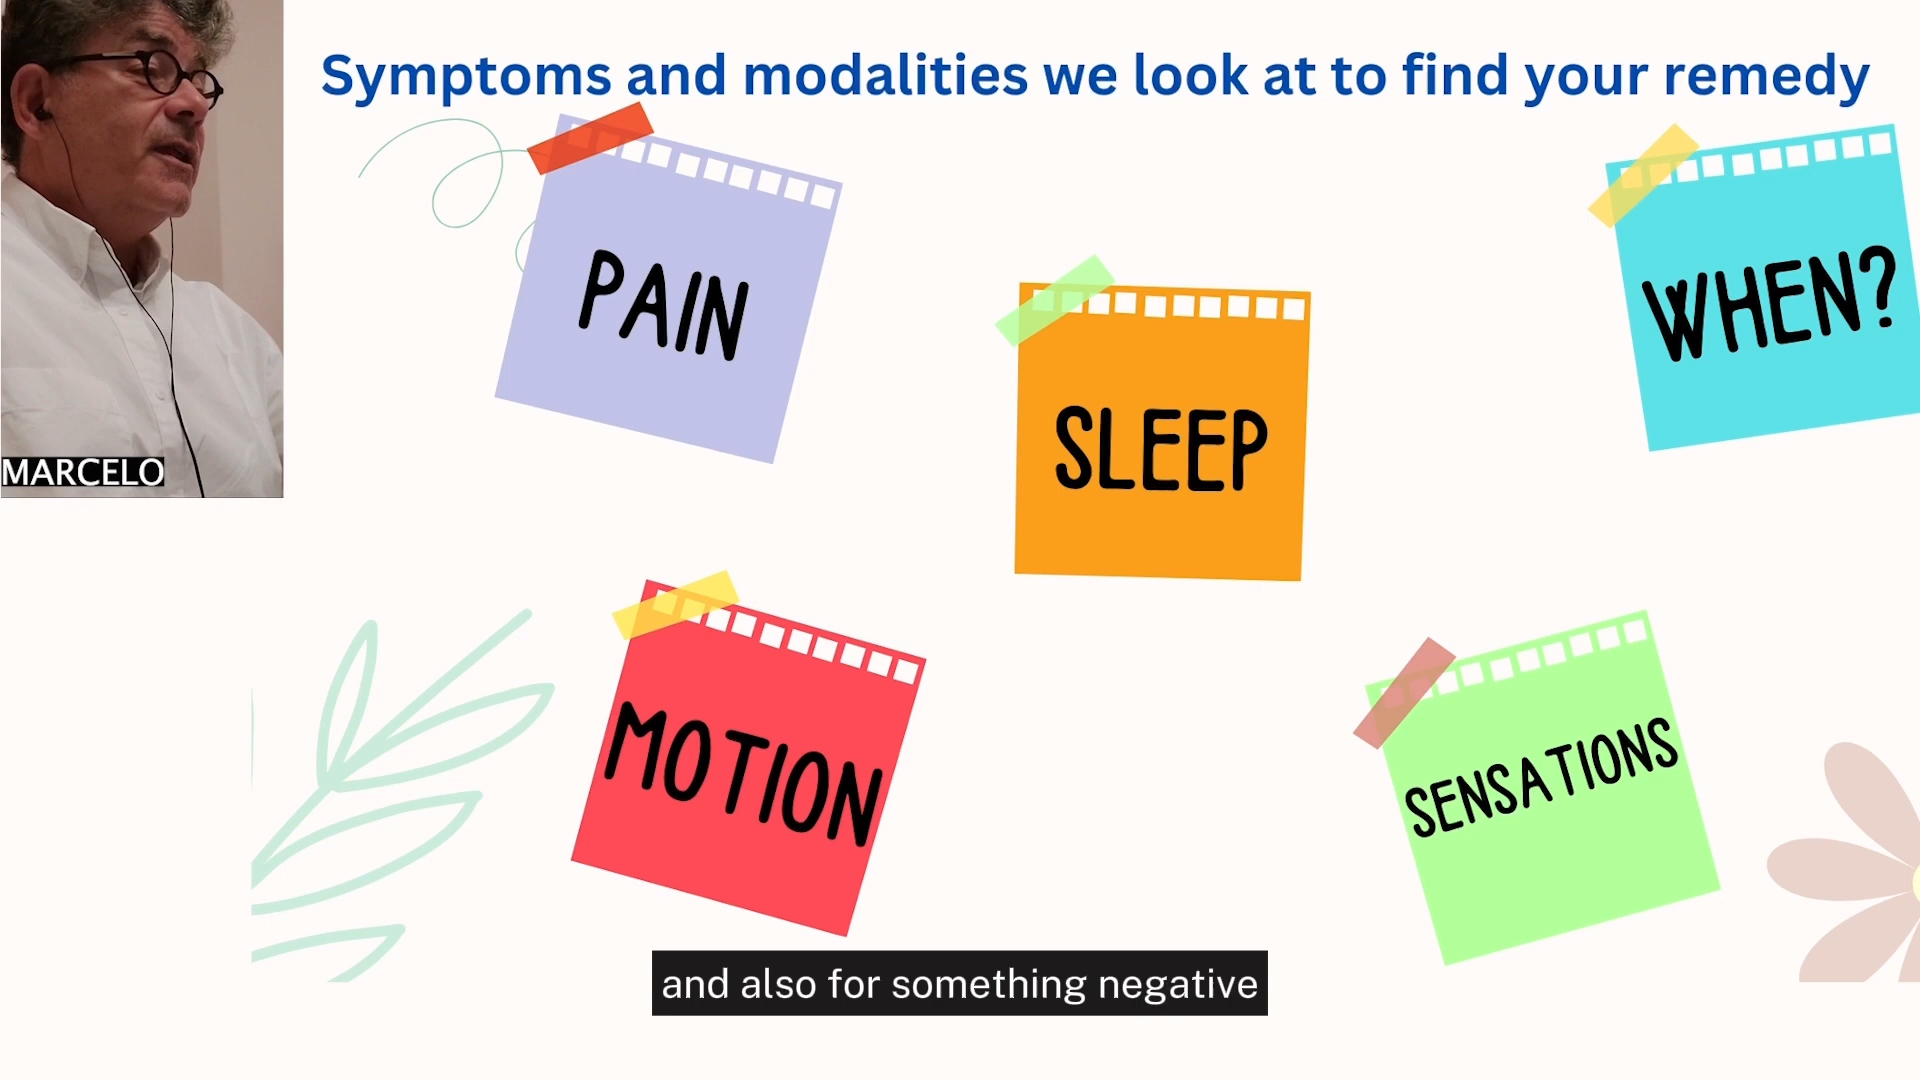 Symptoms and modalities we look at to find your remedy
PAIN
WHEN?
SLEEP
MARCELO
MOTION
SENSATIONS
and also for something negative